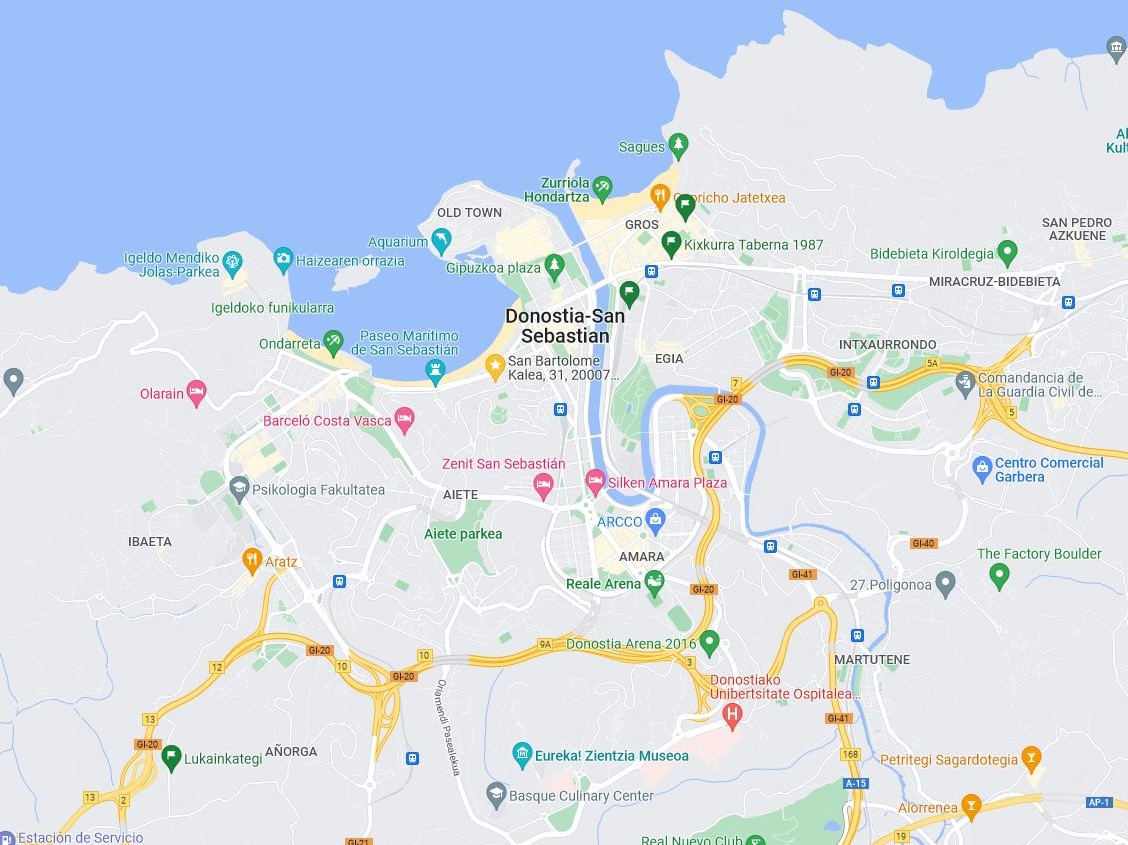 Sagües
Zurriola
Hondartza
OLD TOWN
GROS
SAN PEDRO
AZKUENE
Aquarium
Kixkurra Taberna 1987
Bidebieta Kiroldegia
Igeldo Mendiko
Jolas-Parkea
Haizearen orrazia
Gipuzkoa plaza
MIRACRUZ-BIDEBIETA
Igeldoko funikularra
Donostia-San
Sebastian
Ondarreta
Paseo Marítimo
de San Sebastián
INTXAURRONDO
San Bartolome
Kalea, 31, 20007...
EGIA
5A
GI-20
7
GI-20
Comandancia de
La Guardia Civil de...
5
Olarain
Barceló Costa Vasca
Zenit San Sebastián
Centro Comercial
Garbera
Silken Amara Plaza
Psikologia Fakultatea
AIETE
ARCCO
Aiete parkea
IBAETA
GI-40
AMARA
The Factory Boulder
Aratz
GI-41
Reale Arena
GI-20
27.Poligonoa
9A
Donostia Arena 2016
GI-20
10
3
MARTUTENE
12
10
GI-20
Donostiako
Unibertsitate Ospitalea...
H
Oriamendi Pasealekua
13
GI-41
GI-20
AÑORGA
Lukainkategi
Eureka! Zientzia Museoa
168
Petritegi Sagardotegia
A-15
Basque Culinary Center
13
2
Alorrenea
AP-1
Estación de Servicio
GI-21
Real Nuevo Club
19